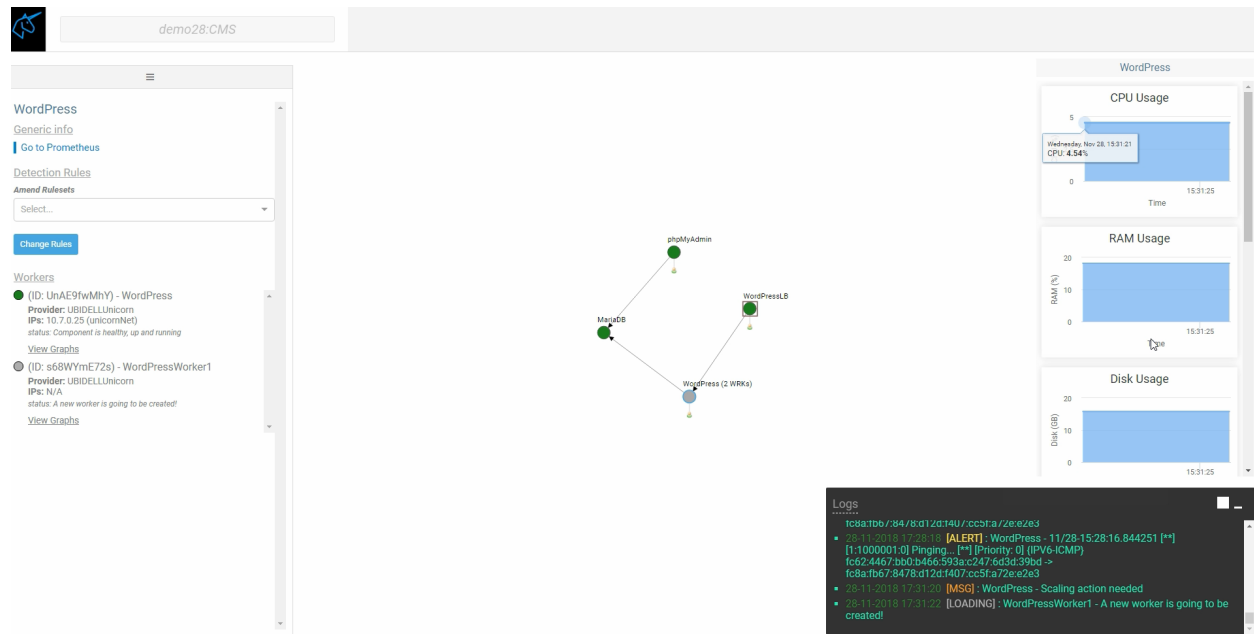 demo28:CMS
WordPress
Generic info
Go to Prometheus
Detection Rules
Amend Rulesets
Select...
Change Rules
Workers
(ID: UnAE9fwMhY) - WordPress
Provider: UBIDELLUnicorn
IPs: 10.7.0.25 (unicornNet)
status: Component is healthy, up and running
View Graphs
(ID: s68WYmE72s) - WordPressWorker1
Provider: UBIDELLUnicorn
IPs: N/A
status: A new worker is going to be created!
View Graphs
phpMyAdmin
WordPressLB
MariaDB
WordPress (2 WRKs)
WordPress
CPU Usage
5
Wednesday, Nov 28, 15:31:21
CPU: 4.54%
0
15:31:25
Time
RAM Usage
20
RAM (%)
10
0
15:31:25
Disk Usage
20
Disk (GB)
10
0
15:31:25
Logs
fc8a:fb67:8478:d12d:f407:cc5f:a72e:e2e3
28-11-2018 17:28:18 [ALERT] : WordPress - 11/28-15:28:16.844251 [**]
[1:1000001:0] Pinging... [**] [Priority: 0] {IPV6-ICMP}
fc62:4467:bb0:b466:593a:c247:6d3d:39bd ->
fc8a:fb67:8478:d12d:f407:cc5f:a72e:e2e3
28-11-2018 17:31:20 [MSG] : WordPress - Scaling action needed
28-11-2018 17:31:22 [LOADING] : WordPressWorker1 - A new worker is going to be
created!